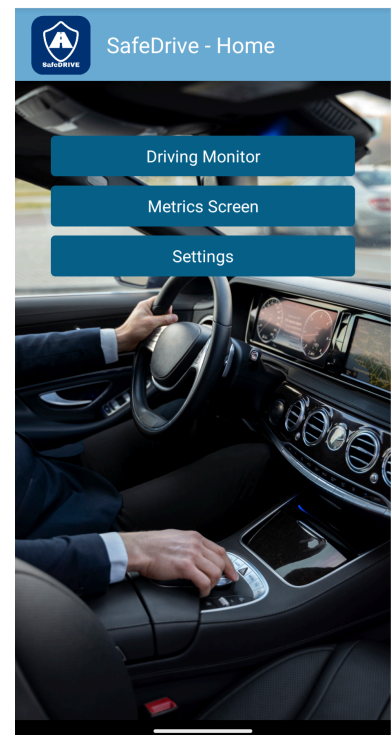 SafeDRIVE
SafeDrive - Home
Driving Monitor
Metrics Screen
Settings